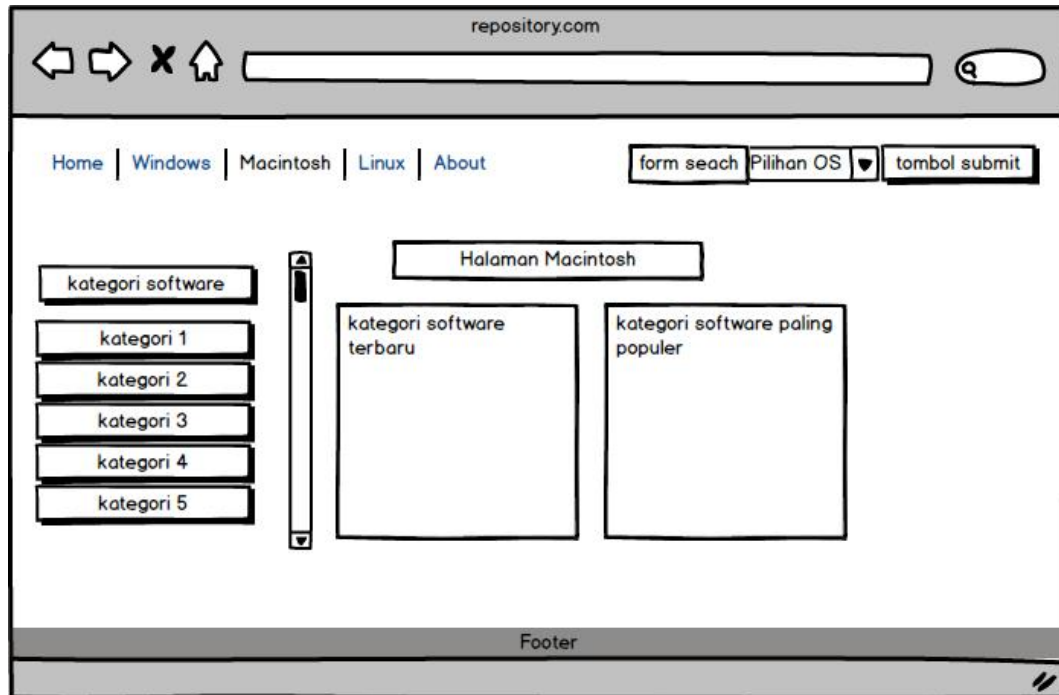 repository.com
Home Windows Macintosh Linux About
form seach Pilihan OS tombol submit
Halaman Macintosh
kategori software
kategori 1
kategori 2
kategori 3
kategori 4
kategori 5
kategori software
terbaru
kategori software paling
populer
Footer